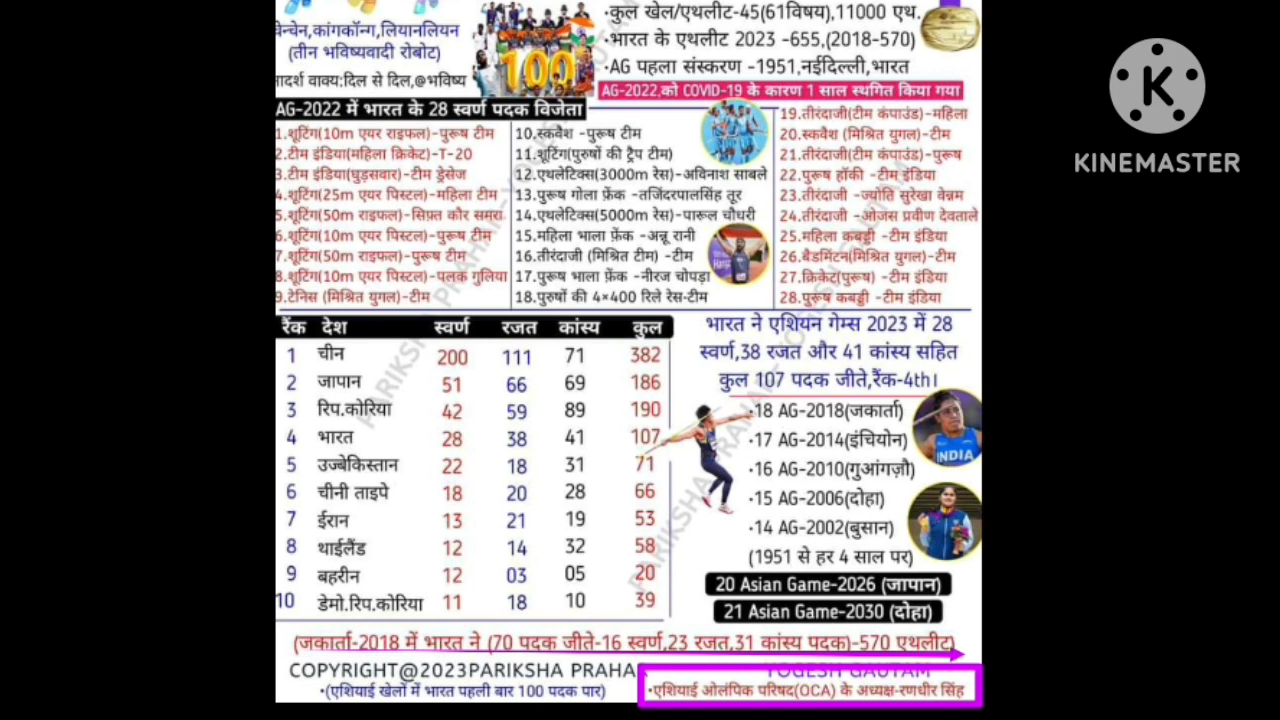 वेन्चेन,कांगकॉन्ग,लियानलियन
(तीन भविष्यवादी रोबोट)
आदर्श वाक्य:दिल से दिल,@भविष्य
100
·कुल खेल/एथलीट-45(61विषय),11000 एथ.
·भारत के एथलीट 2023 -655,(2018-570)
·AG पहला संस्करण -1951,नईदिल्ली,भारत
AG-2022,को COVID-19 के कारण 1 साल स्थगित किया गया
AG-2022 में भारत के 28 स्वर्ण पदक विजेता
1.शूटिंग(10m एयर राइफल)-पुरूष टीम
2.टीम इंडिया(महिला क्रिकेट)-T-20
3.टीम इंडिया(घुड़सवार)-टीम ड्रेसेज
4.शूटिंग(25m एयर पिस्टल)-महिला टीम
5.शूटिंग(50m राइफल)-सिफ़्त कौर समरा
6.शूटिंग(10m एयर पिस्टल)-पुरूष टीम
7.शूटिंग(50m राइफल)-पुरूष टीम
8.शूटिंग(10m एयर पिस्टल)-पलक गुलिया
9.टेनिस (मिश्रित युगल)-टीम
10.स्कवैश -पुरूष टीम
11.शूटिंग(पुरुषों की ट्रैप टीम)
12.एथलेटिक्स(3000m रेस)-अविनाश साबले
13.पुरूष गोला फ़ेंक -तजिंदरपालसिंह तूर
14.एथलेटिक्स(5000m रेस)-पारूल चौधरी
15.महिला भाला फ़ेंक -अन्नू रानी
16.तीरंदाजी (मिश्रित टीम) -टीम
17.पुरूष भाला फ़ेंक -नीरज चोपड़ा
18.पुरुषों की 4×400 रिले रेस-टीम
19.तीरंदाजी(टीम कंपाउंड)-महिला
20.स्कवैश (मिश्रित युगल)-टीम
21.तीरंदाजी(टीम कंपाउंड)-पुरूष
22.पुरूष हॉकी -टीम इंडिया
23.तीरंदाजी -ज्योति सुरेखा वेन्नम
24.तीरंदाजी -ओजस प्रवीण देवताले
25.महिला कबड्डी -टीम इंडिया
26.बैडमिंटन(मिश्रित युगल)-टीम
27.क्रिकेट(पुरूष) -टीम इंडिया
28.पुरूष कबड्डी -टीम इंडिया
रैंक देश स्वर्ण रजत कांस्य कुल
1 चीन 200 111 71 382
2 जापान 51 66 69 186
3 रिप.कोरिया 42 59 89 190
4 भारत 28 38 41 107
5 उज्बेकिस्तान 22 18 31 71
6 चीनी ताइपे 18 20 28 66
7 ईरान 13 21 19 53
8 थाईलैंड 12 14 32 58
9 बहरीन 12 03 05 20
10 डेमो.रिप.कोरिया 11 18 10 39
भारत ने एशियन गेम्स 2023 में 28
स्वर्ण,38 रजत और 41 कांस्य सहित
कुल 107 पदक जीते,रैंक-4th।
·18 AG-2018(जकार्ता)
·17 AG-2014(इंचियोन)
·16 AG-2010(गुआंगज़ौ)
·15 AG-2006(दोहा)
·14 AG-2002(बुसान)
(1951 से हर 4 साल पर)
INDIA
20 Asian Game-2026 (जापान)
21 Asian Game-2030 (दोहा)
(जकार्ता-2018 में भारत ने (70 पदक जीते-16 स्वर्ण,23 रजत,31 कांस्य पदक)-570 एथलीट)
COPYRIGHT@2023PARIKSHA PRAHA YOGESH GAUTAM
·(एशियाई खेलों में भारत पहली बार 100 पदक पार)
·एशियाई ओलंपिक परिषद(OCA) के अध्यक्ष-रणधीर सिंह
KINEMASTER